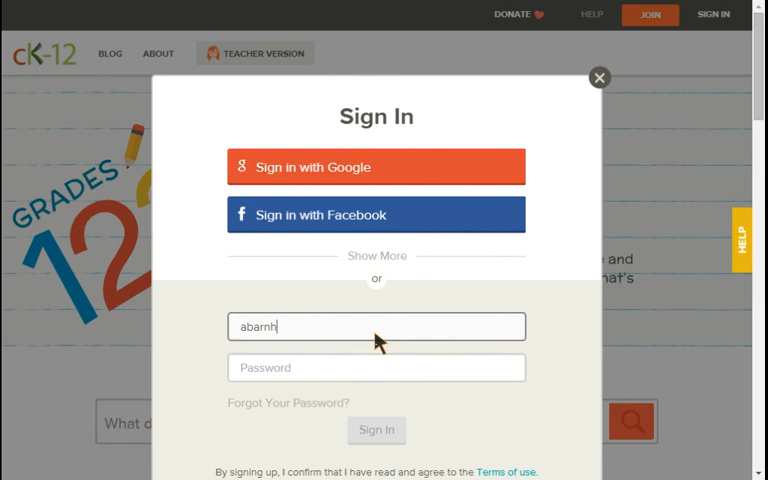 DONATE HELP JOIN SIGN IN
cK-12 BLOG ABOUT TEACHER VERSION
Sign In
Sign in with Google
Sign in with Facebook
Show More
or
GRADES
12
and
hat's
HELP
abarnh
Password
Forgot Your Password?
Sign In
What d
By signing up, I confirm that I have read and agree to the Terms of use.